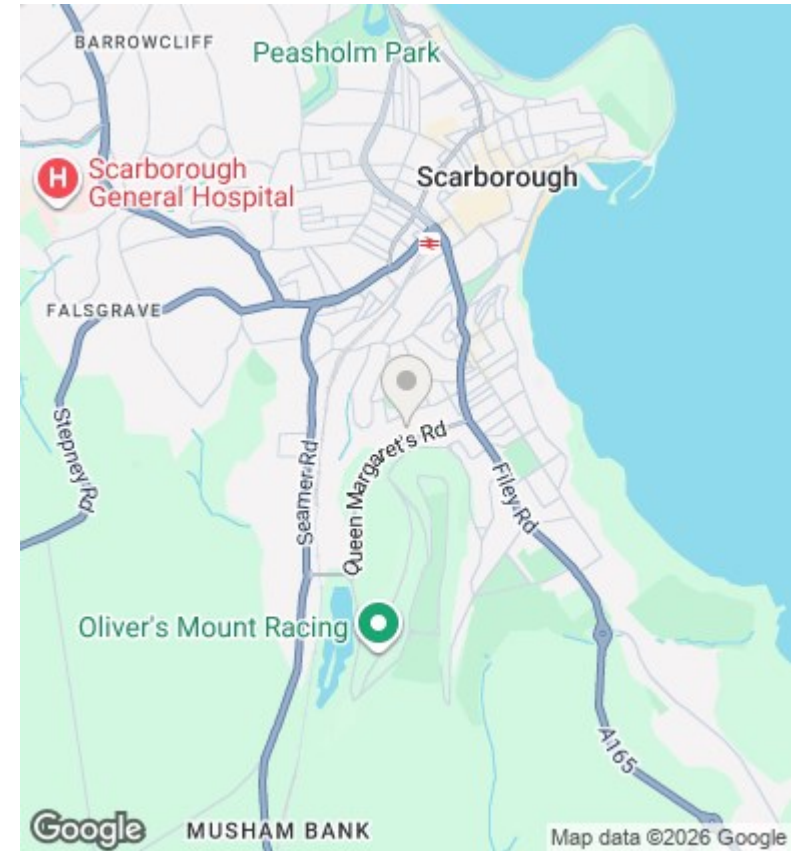 BARROWCLIFF
Peasholm Park
H
Scarborough
General Hospital
Scarborough
FALSGRAVE
Stepney Rd
Seamer Rd
Queen Margaret's Rd
Filey Rd
Oliver's Mount Racing
A165
Google
MUSHAM BANK
Map data ©2026 Google